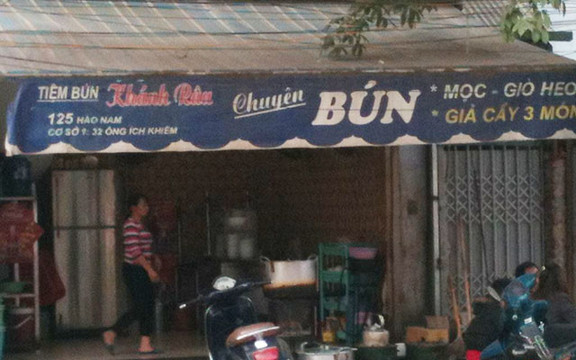 TIỆM BÚN Khánh Rùa
125 HÀO NAM
CƠ SỞ 1: 32 ÔNG ÍCH KHIÊM
Chuyên BÚN
* MỌC - GIÒ HEO
* GIẢ CẦY 3 MÓN